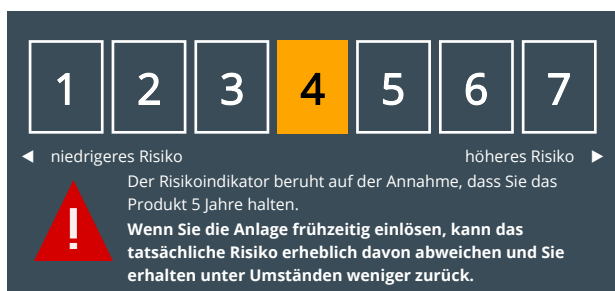 1 2 3 4 5 6 7
◀ niedrigeres Risiko höheres Risiko ▶
Der Risikoindikator beruht auf der Annahme, dass Sie das
Produkt 5 Jahre halten.
Wenn Sie die Anlage frühzeitig einlösen, kann das
tatsächliche Risiko erheblich davon abweichen und Sie
erhalten unter Umständen weniger zurück.
!